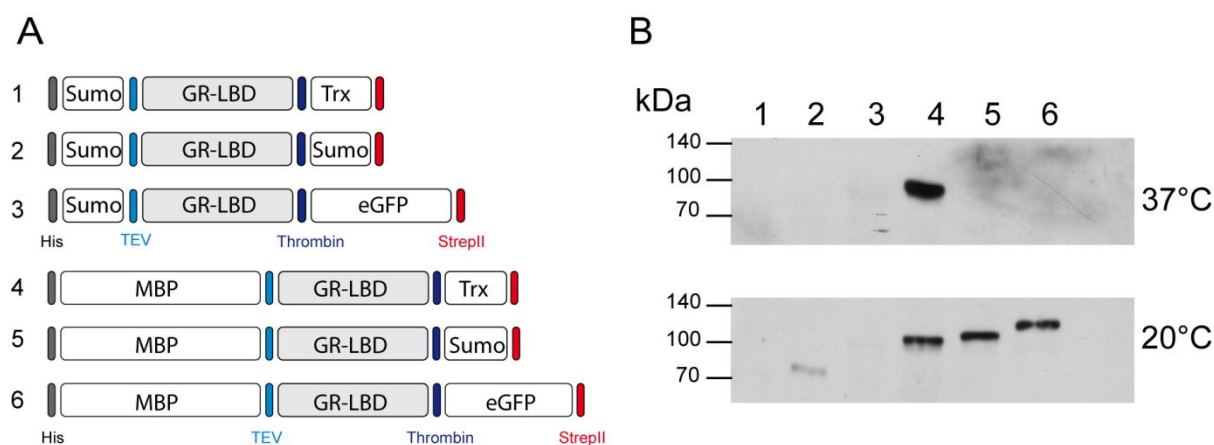 A
1 Sumo GR-LBD Trx
2 Sumo GR-LBD Sumo
3 Sumo GR-LBD eGFP
His TEV Thrombin StrepII
4 MBP GR-LBD Trx
5 MBP GR-LBD Sumo
6 MBP GR-LBD eGFP
His TEV Thrombin StrepII
B
kDa 1 2 3 4 5 6
140
100
70
37°C
140
100
70
20°C